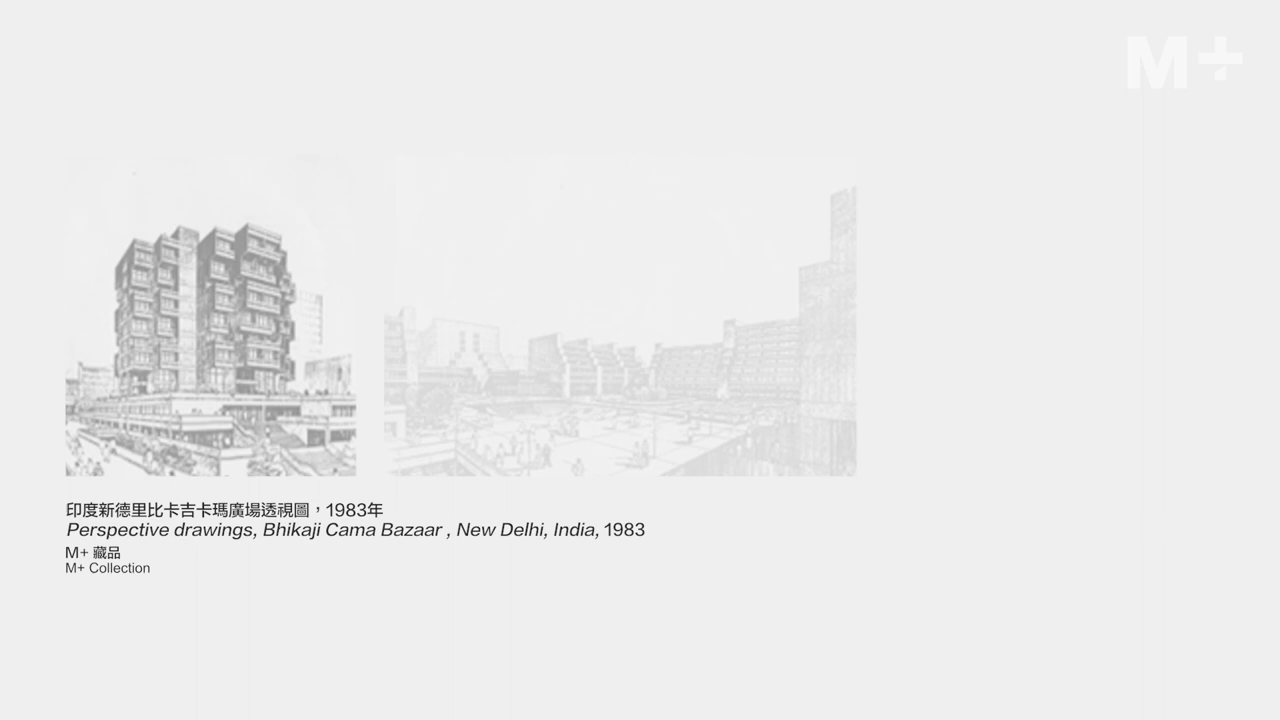 M+
印度新德里比卡吉卡瑪廣場透視圖，1983年
Perspective drawings, Bhikaji Cama Bazaar , New Delhi, India, 1983
M+ 藏品
M+ Collection